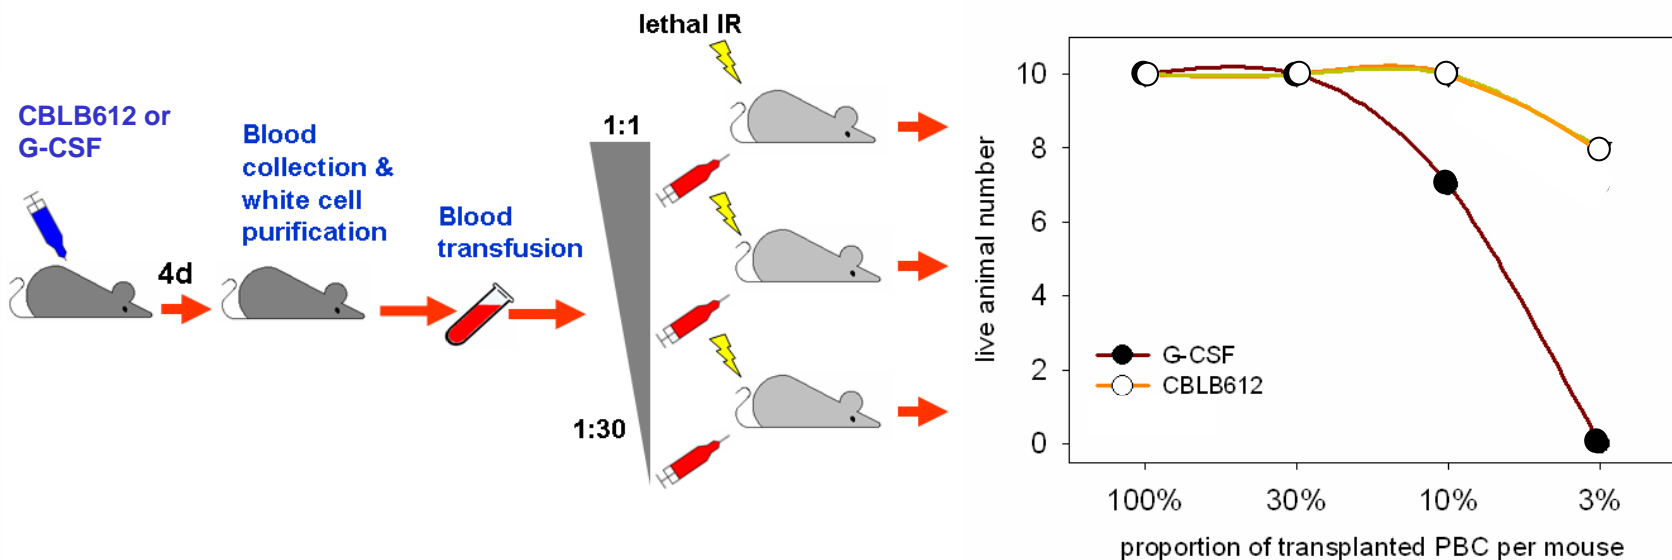 lethal IR
CBLB612 or
G-CSF
Blood
collection &
white cell
purification
Blood
transfusion
4d
1:1
1:30
live animal number
10
8
6
4
2
0
G-CSF
CBLB612
100%
30%
10%
3%
proportion of transplanted PBC per mouse